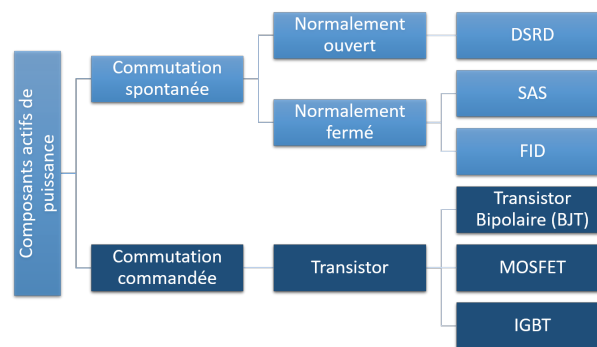 Composants actifs de
puissance
Commutation
spontanée
Normalement
ouvert
DSRD
Normalement
fermé
SAS
FID
Commutation
commandée
Transistor
Transistor
Bipolaire (BJT)
MOSFET
IGBT